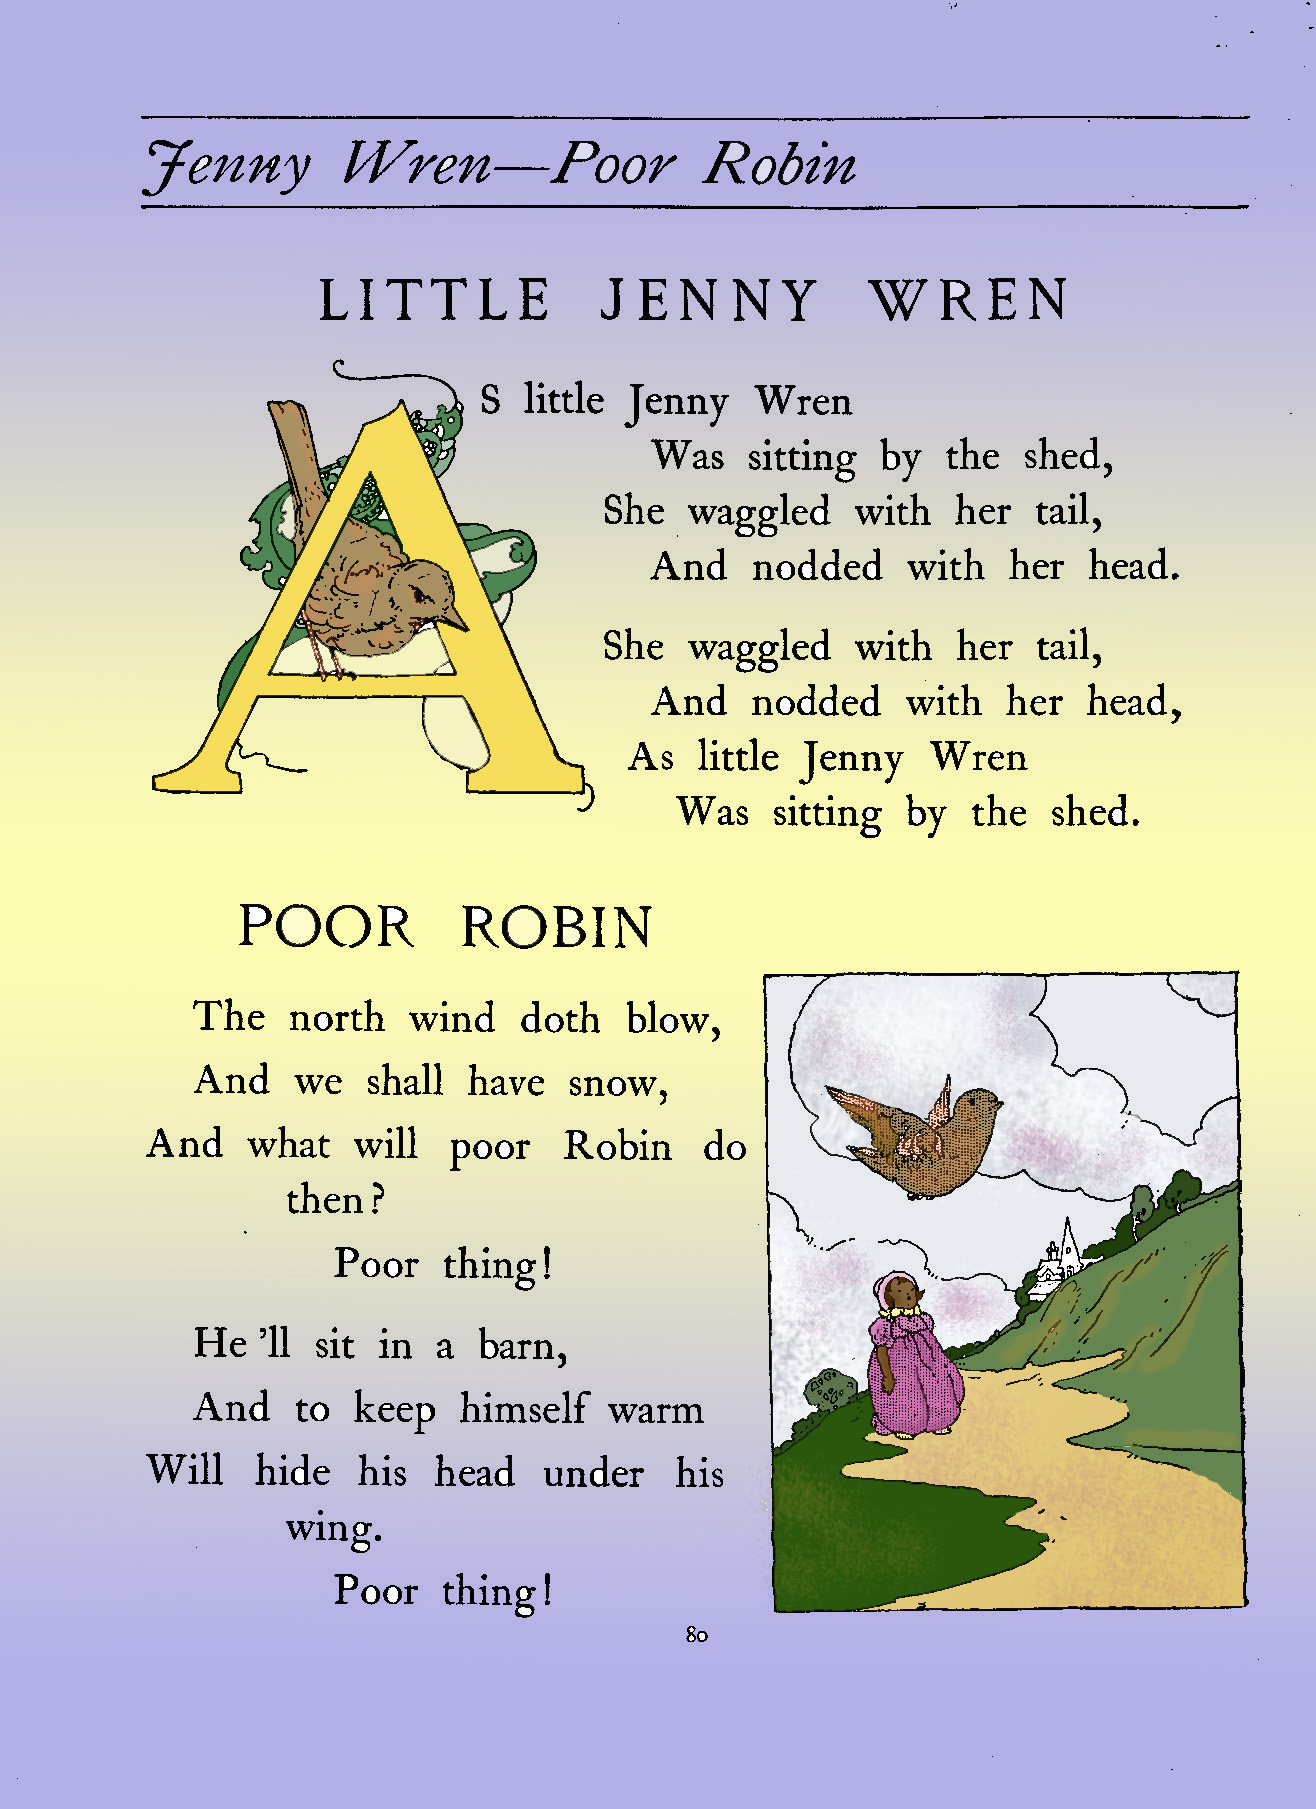 Jenny Wren—Poor Robin
LITTLE JENNY WREN
AS little Jenny Wren
Was sitting by the shed,
She waggled with her tail,
And nodded with her head.
She waggled with her tail,
And nodded with her head,
As little Jenny Wren
Was sitting by the shed.
POOR ROBIN
The north wind doth blow,
And we shall have snow,
And what will poor Robin do
then?
Poor thing!
He 'll sit in a barn,
And to keep himself warm
Will hide his head under his
wing.
Poor thing!
80